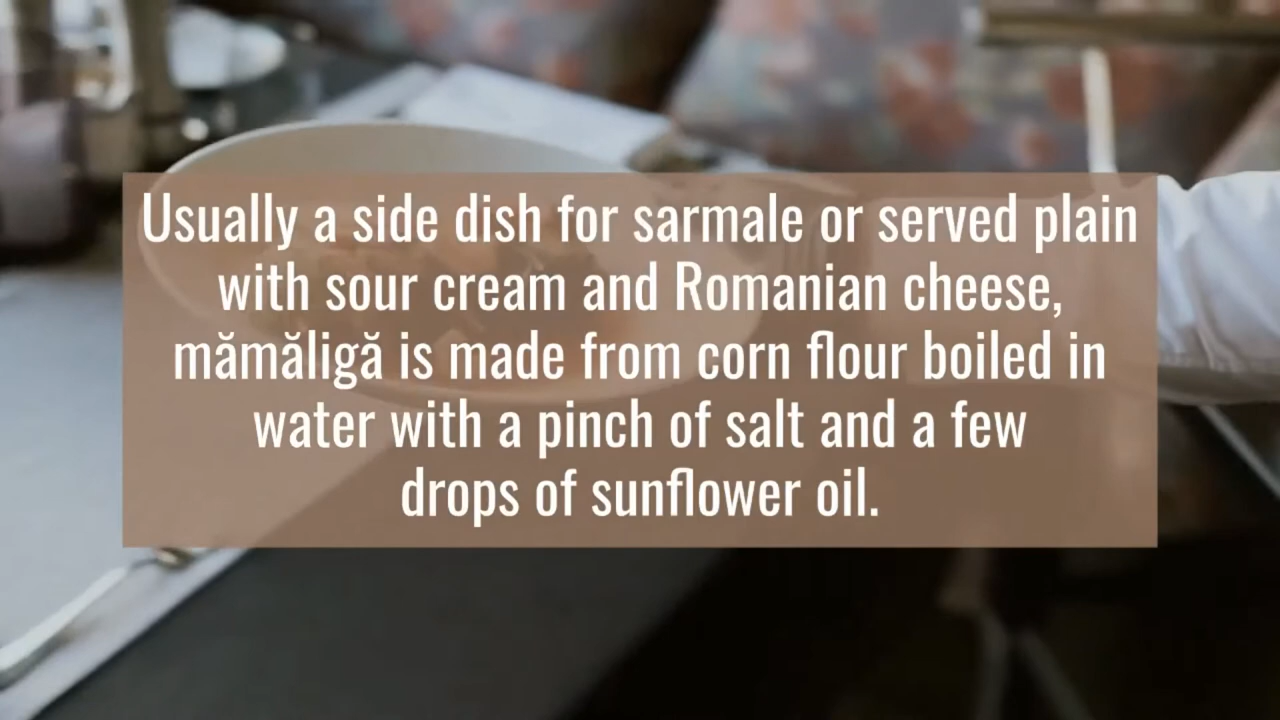 Usually a side dish for sarmale or served plain
with sour cream and Romanian cheese,
mămăligă is made from corn flour boiled in
water with a pinch of salt and a few
drops of sunflower oil.